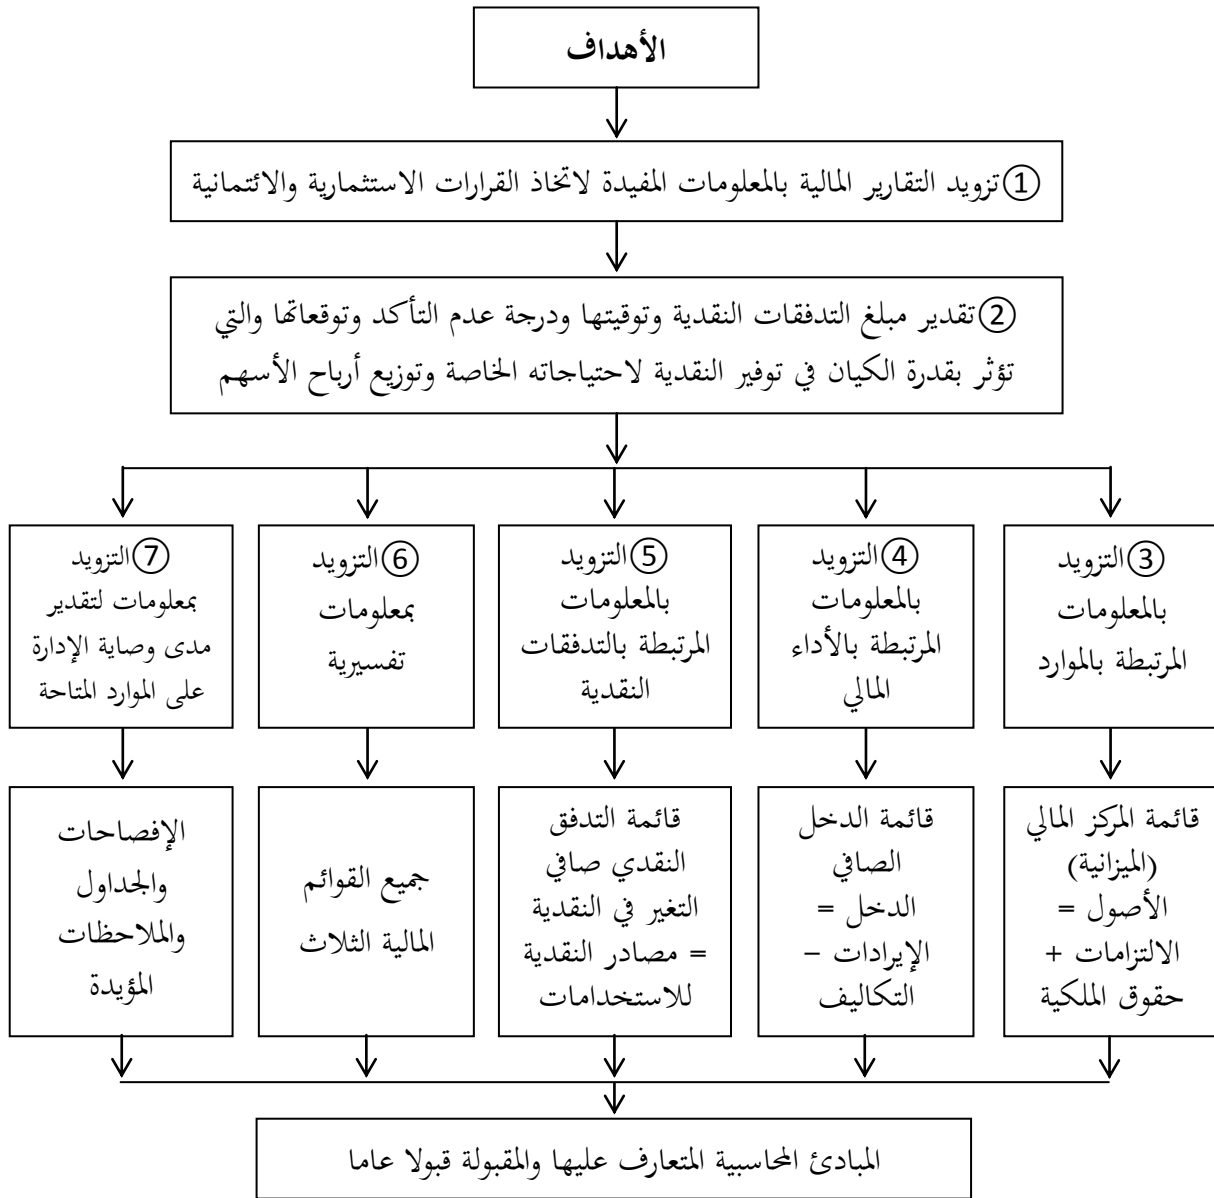 الأهداف
①تزويد التقارير المالية بالمعلومات المفيدة لاتخاذ القرارات الاستثمارية والائتمانية
②تقدير مبلغ التدفقات النقدية وتوقيتها ودرجة عدم التأكد وتوقعاتها والتي
تؤثر بقدرة الكيان في توفير النقدية لاحتياجاته الخاصة وتوزيع أرباح الأسهم
③التزويد
بالمعلومات
المرتبطة بالموارد
④التزويد
بالمعلومات
المرتبطة بالأداء
المالي
⑤التزويد
بالمعلومات
المرتبطة بالتدفقات
النقدية
⑥التزويد
بمعلومات
تفسيرية
⑦التزويد
بمعلومات لتقدير
مدى وصاية الإدارة
على الموارد المتاحة
قائمة المركز المالي
(الميزانية)
الأصول =
الالتزامات +
حقوق الملكية
قائمة الدخل
الصافي
الدخل =
الإيرادات –
التكاليف
قائمة التدفق
النقدي صافي
التغير في النقدية
= مصادر النقدية
للاستخدامات
جميع القوائم
المالية الثلاث
الإفصاحات
والجداول
والملاحظات
المؤيدة
المبادئ المحاسبية المتعارف عليها والمقبولة قبولا عاما